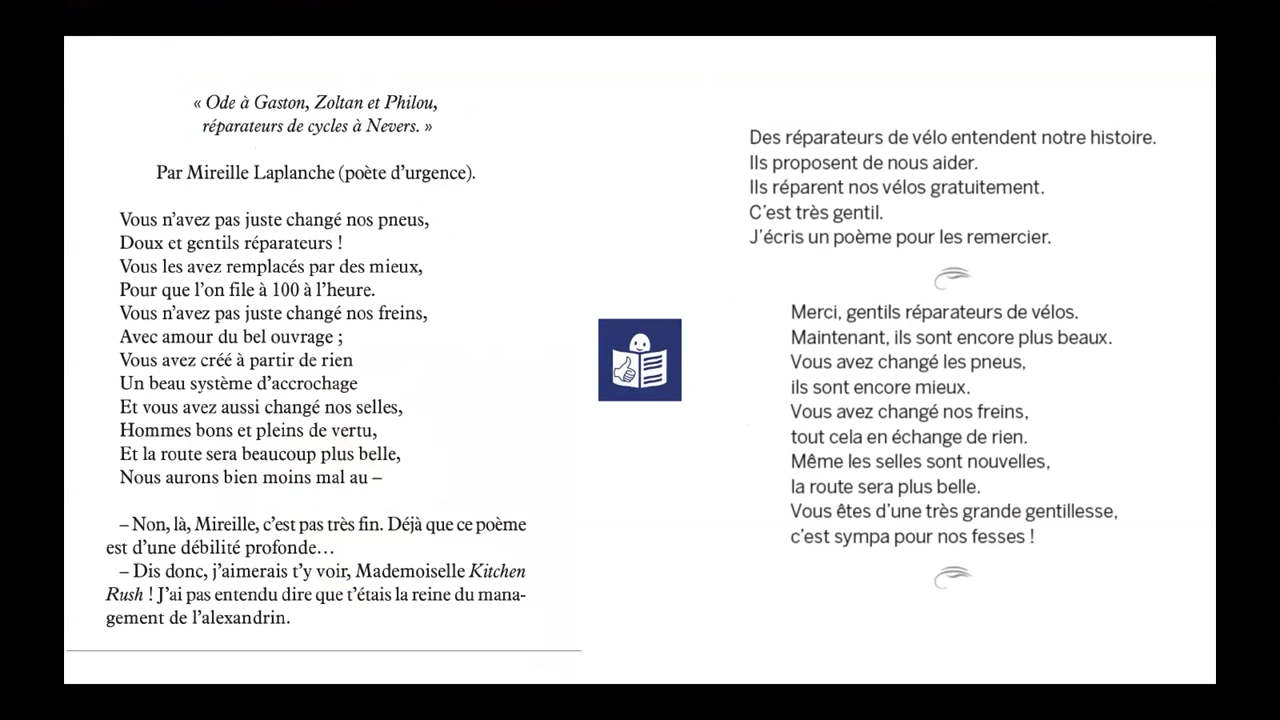 « Ode à Gaston, Zoltan et Philou,
réparateurs de cycles à Nevers. »
Par Mireille Laplanche (poète d’urgence).
Vous n’avez pas juste changé nos pneus,
Doux et gentils réparateurs !
Vous les avez remplacés par des mieux,
Pour que l’on file à 100 à l’heure.
Vous n’avez pas juste changé nos freins,
Avec amour du bel ouvrage ;
Vous avez créé à partir de rien
Un beau système d’accrochage
Et vous avez aussi changé nos selles,
Hommes bons et pleins de vertu,
Et la route sera beaucoup plus belle,
Nous aurons bien moins mal au –
– Non, là, Mireille, c’est pas très fin. Déjà que ce poème
est d’une débilité profonde…
– Dis donc, j’aimerais t’y voir, Mademoiselle Kitchen
Rush ! J’ai pas entendu dire que t’étais la reine du mana-
gement de l’alexandrin.
Des réparateurs de vélo entendent notre histoire.
Ils proposent de nous aider.
Ils réparent nos vélos gratuitement.
C’est très gentil.
J’écris un poème pour les remercier.
Merci, gentils réparateurs de vélos.
Maintenant, ils sont encore plus beaux.
Vous avez changé les pneus,
ils sont encore mieux.
Vous avez changé nos freins,
tout cela en échange de rien.
Même les selles sont nouvelles,
la route sera plus belle.
Vous êtes d’une très grande gentillesse,
c’est sympa pour nos fesses !